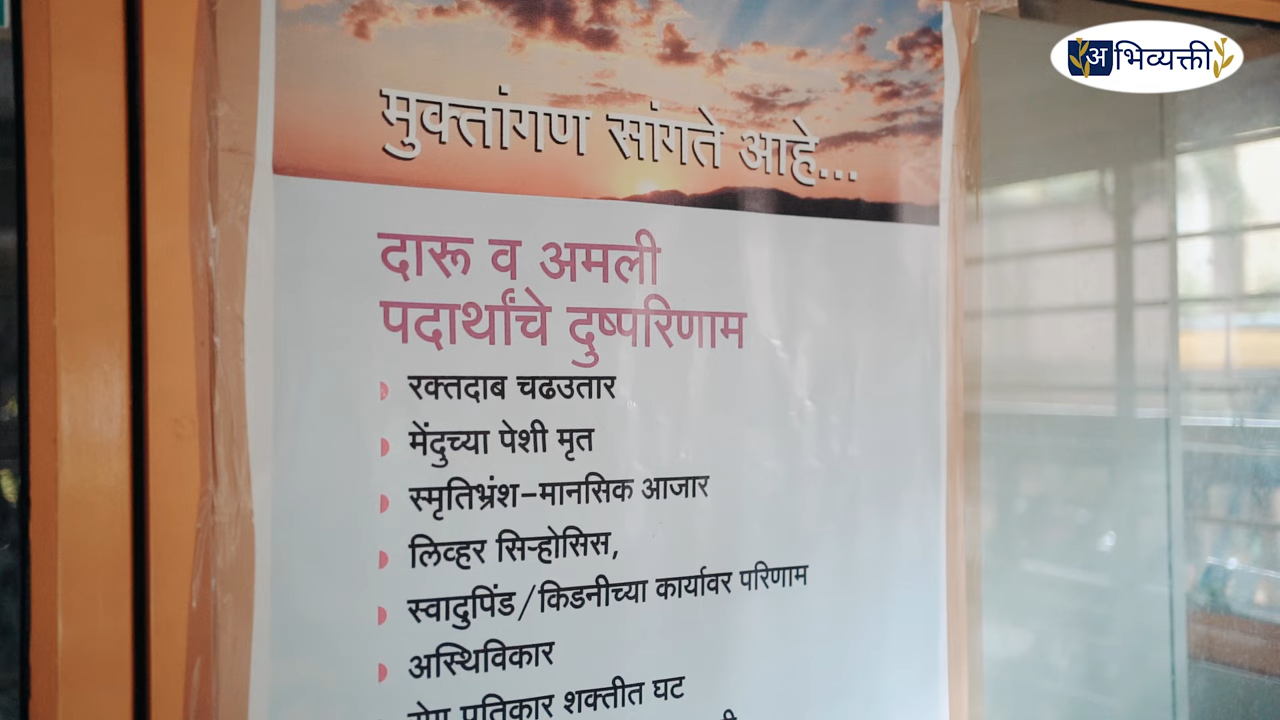 अभिव्यक्ती
मुक्तांगण सांगते आहे...
दारू व अमली
पदार्थांचे दुष्परिणाम
रक्तदाब चढउतार
मेंदुच्या पेशी मृत
स्मृतिभ्रंश-मानसिक आजार
लिव्हर सिऱ्होसिस,
स्वादुपिंड/किडनीच्या कार्यावर परिणाम
अस्थिविकार
रोग प्रतिकार शक्तीत घट